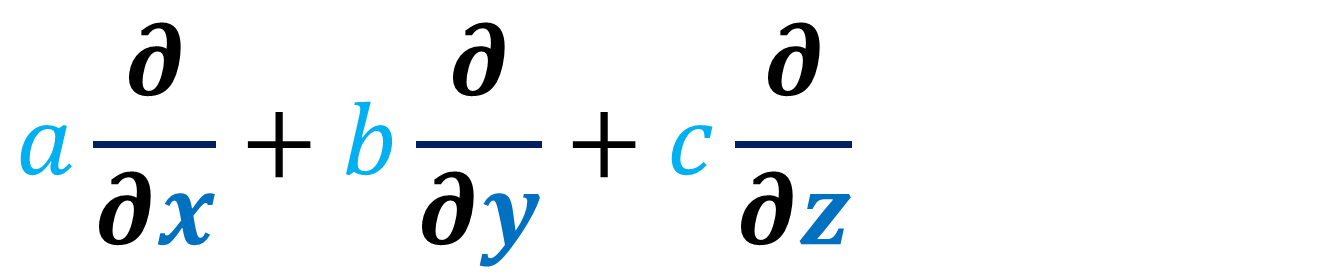 a ∂/∂x + b ∂/∂y + c ∂/∂z